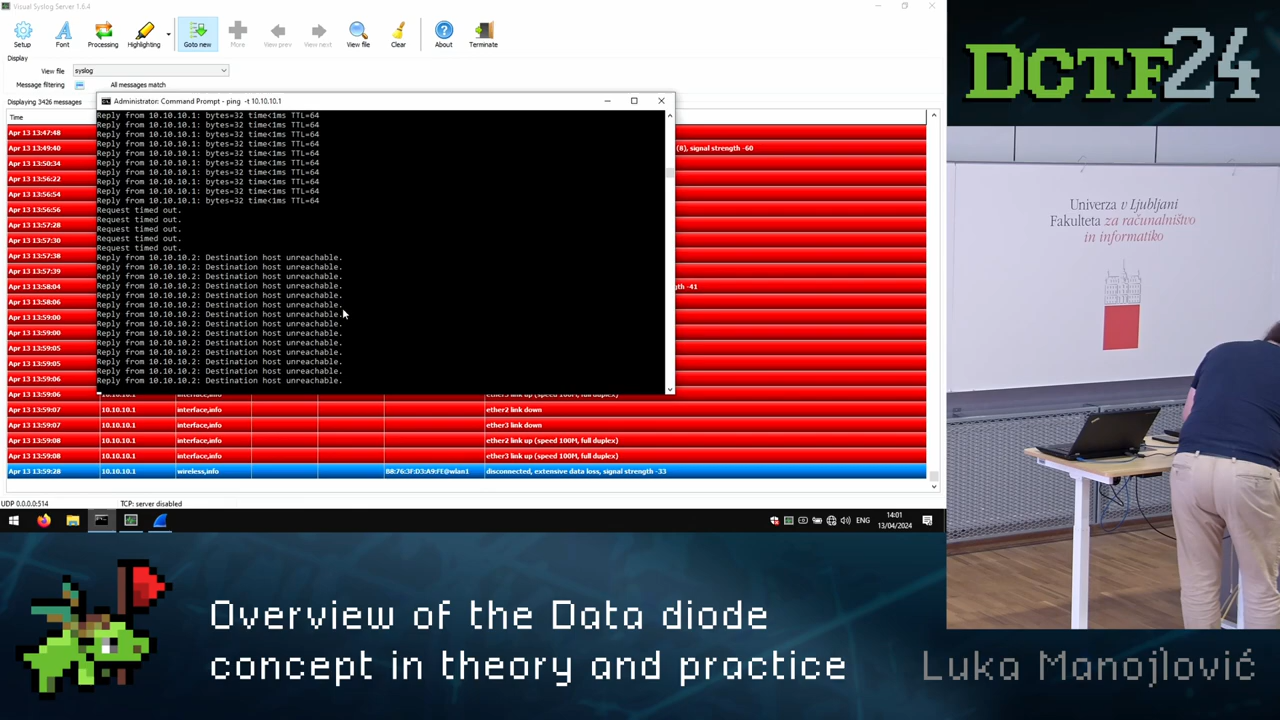 Visual Syslog Server 1.6.4
Setup
Font
Processing
Highlighting
Goto new
More
View prev
View next
View file
Clear
About
Terminate
Display
View file
syslog
Message filtering
All messages match
Displaying 3426 messages
Time
Administrator: Command Prompt - ping -t 10.10.10.1
Reply from 10.10.10.1: bytes=32 time<1ms TTL=64
Reply from 10.10.10.1: bytes=32 time<1ms TTL=64
Reply from 10.10.10.1: bytes=32 time<1ms TTL=64
Reply from 10.10.10.1: bytes=32 time<1ms TTL=64
Reply from 10.10.10.1: bytes=32 time<1ms TTL=64
Reply from 10.10.10.1: bytes=32 time<1ms TTL=64
Reply from 10.10.10.1: bytes=32 time<1ms TTL=64
Reply from 10.10.10.1: bytes=32 time<1ms TTL=64
Reply from 10.10.10.1: bytes=32 time<1ms TTL=64
Reply from 10.10.10.1: bytes=32 time<1ms TTL=64
Request timed out.
Request timed out.
Request timed out.
Request timed out.
Request timed out.
Reply from 10.10.10.2: Destination host unreachable.
Reply from 10.10.10.2: Destination host unreachable.
Reply from 10.10.10.2: Destination host unreachable.
Reply from 10.10.10.2: Destination host unreachable.
Reply from 10.10.10.2: Destination host unreachable.
Reply from 10.10.10.2: Destination host unreachable.
Reply from 10.10.10.2: Destination host unreachable.
Reply from 10.10.10.2: Destination host unreachable.
Reply from 10.10.10.2: Destination host unreachable.
Reply from 10.10.10.2: Destination host unreachable.
Reply from 10.10.10.2: Destination host unreachable.
Reply from 10.10.10.2: Destination host unreachable.
Reply from 10.10.10.2: Destination host unreachable.
Reply from 10.10.10.2: Destination host unreachable.
Apr 13 13:47:48
Apr 13 13:49:40 (8), signal strength -60
Apr 13 13:50:34
Apr 13 13:56:22
Apr 13 13:56:54
Apr 13 13:56:56
Apr 13 13:57:28
Apr 13 13:57:30
Apr 13 13:57:38
Apr 13 13:57:39
Apr 13 13:58:04 gth -41
Apr 13 13:58:06
Apr 13 13:59:00
Apr 13 13:59:00
Apr 13 13:59:05
Apr 13 13:59:05
Apr 13 13:59:06
Apr 13 13:59:06 10.10.10.1 interface,info ether3 link up (speed 100M, full duplex)
Apr 13 13:59:07 10.10.10.1 interface,info ether2 link down
Apr 13 13:59:07 10.10.10.1 interface,info ether3 link down
Apr 13 13:59:08 10.10.10.1 interface,info ether2 link up (speed 100M, full duplex)
Apr 13 13:59:08 10.10.10.1 interface,info ether3 link up (speed 100M, full duplex)
Apr 13 13:59:28 10.10.10.1 wireless,info B8:76:3F:D3:A9:FE@wlan1 disconnected, extensive data loss, signal strength -33
UDP 0.0.0.0:514
TCP: server disabled
ENG
14:01
13/04/2024
DCTF24
Univerza v Ljubljani
Fakulteta za računalništvo
in informatiko
Overview of the Data diode
concept in theory and practice
Luka Manojlović